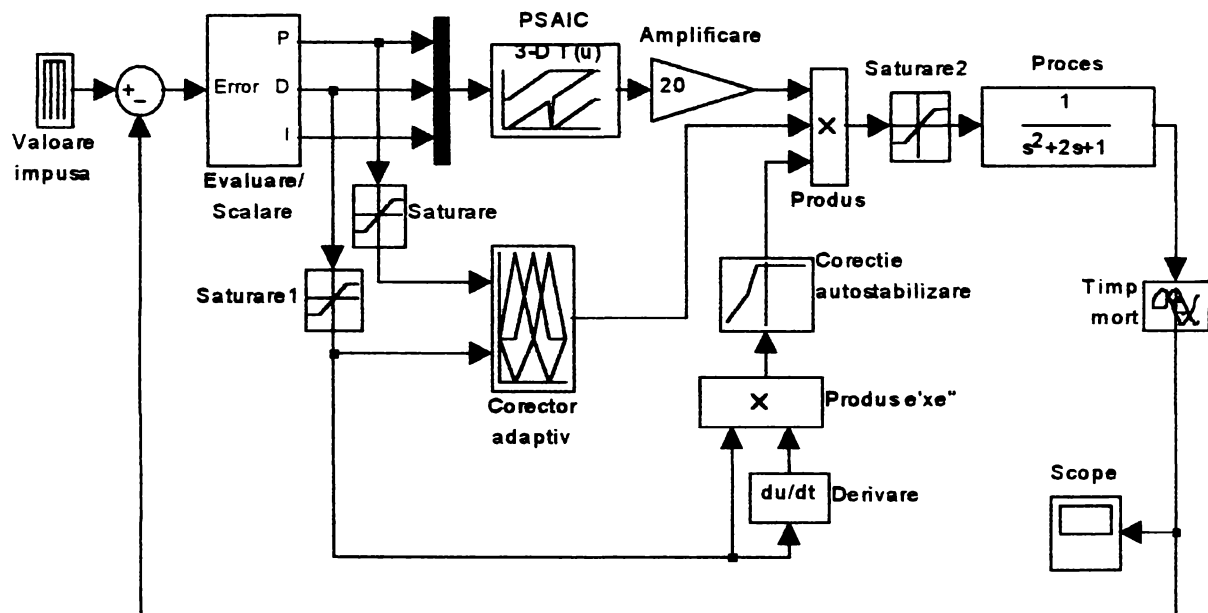 PSAIC
3-D T(u)
Amplificare
20
Saturare2
Proces
1
s²+2s+1
P
Error
D
I
+
−
Valoare
impusa
Evaluare/
Scalare
Saturare
×
Produs
Saturare1
Corectie
autostabilizare
Timp
mort
Corector
adaptiv
×
Produs e'xe"
du/dt
Derivare
Scope